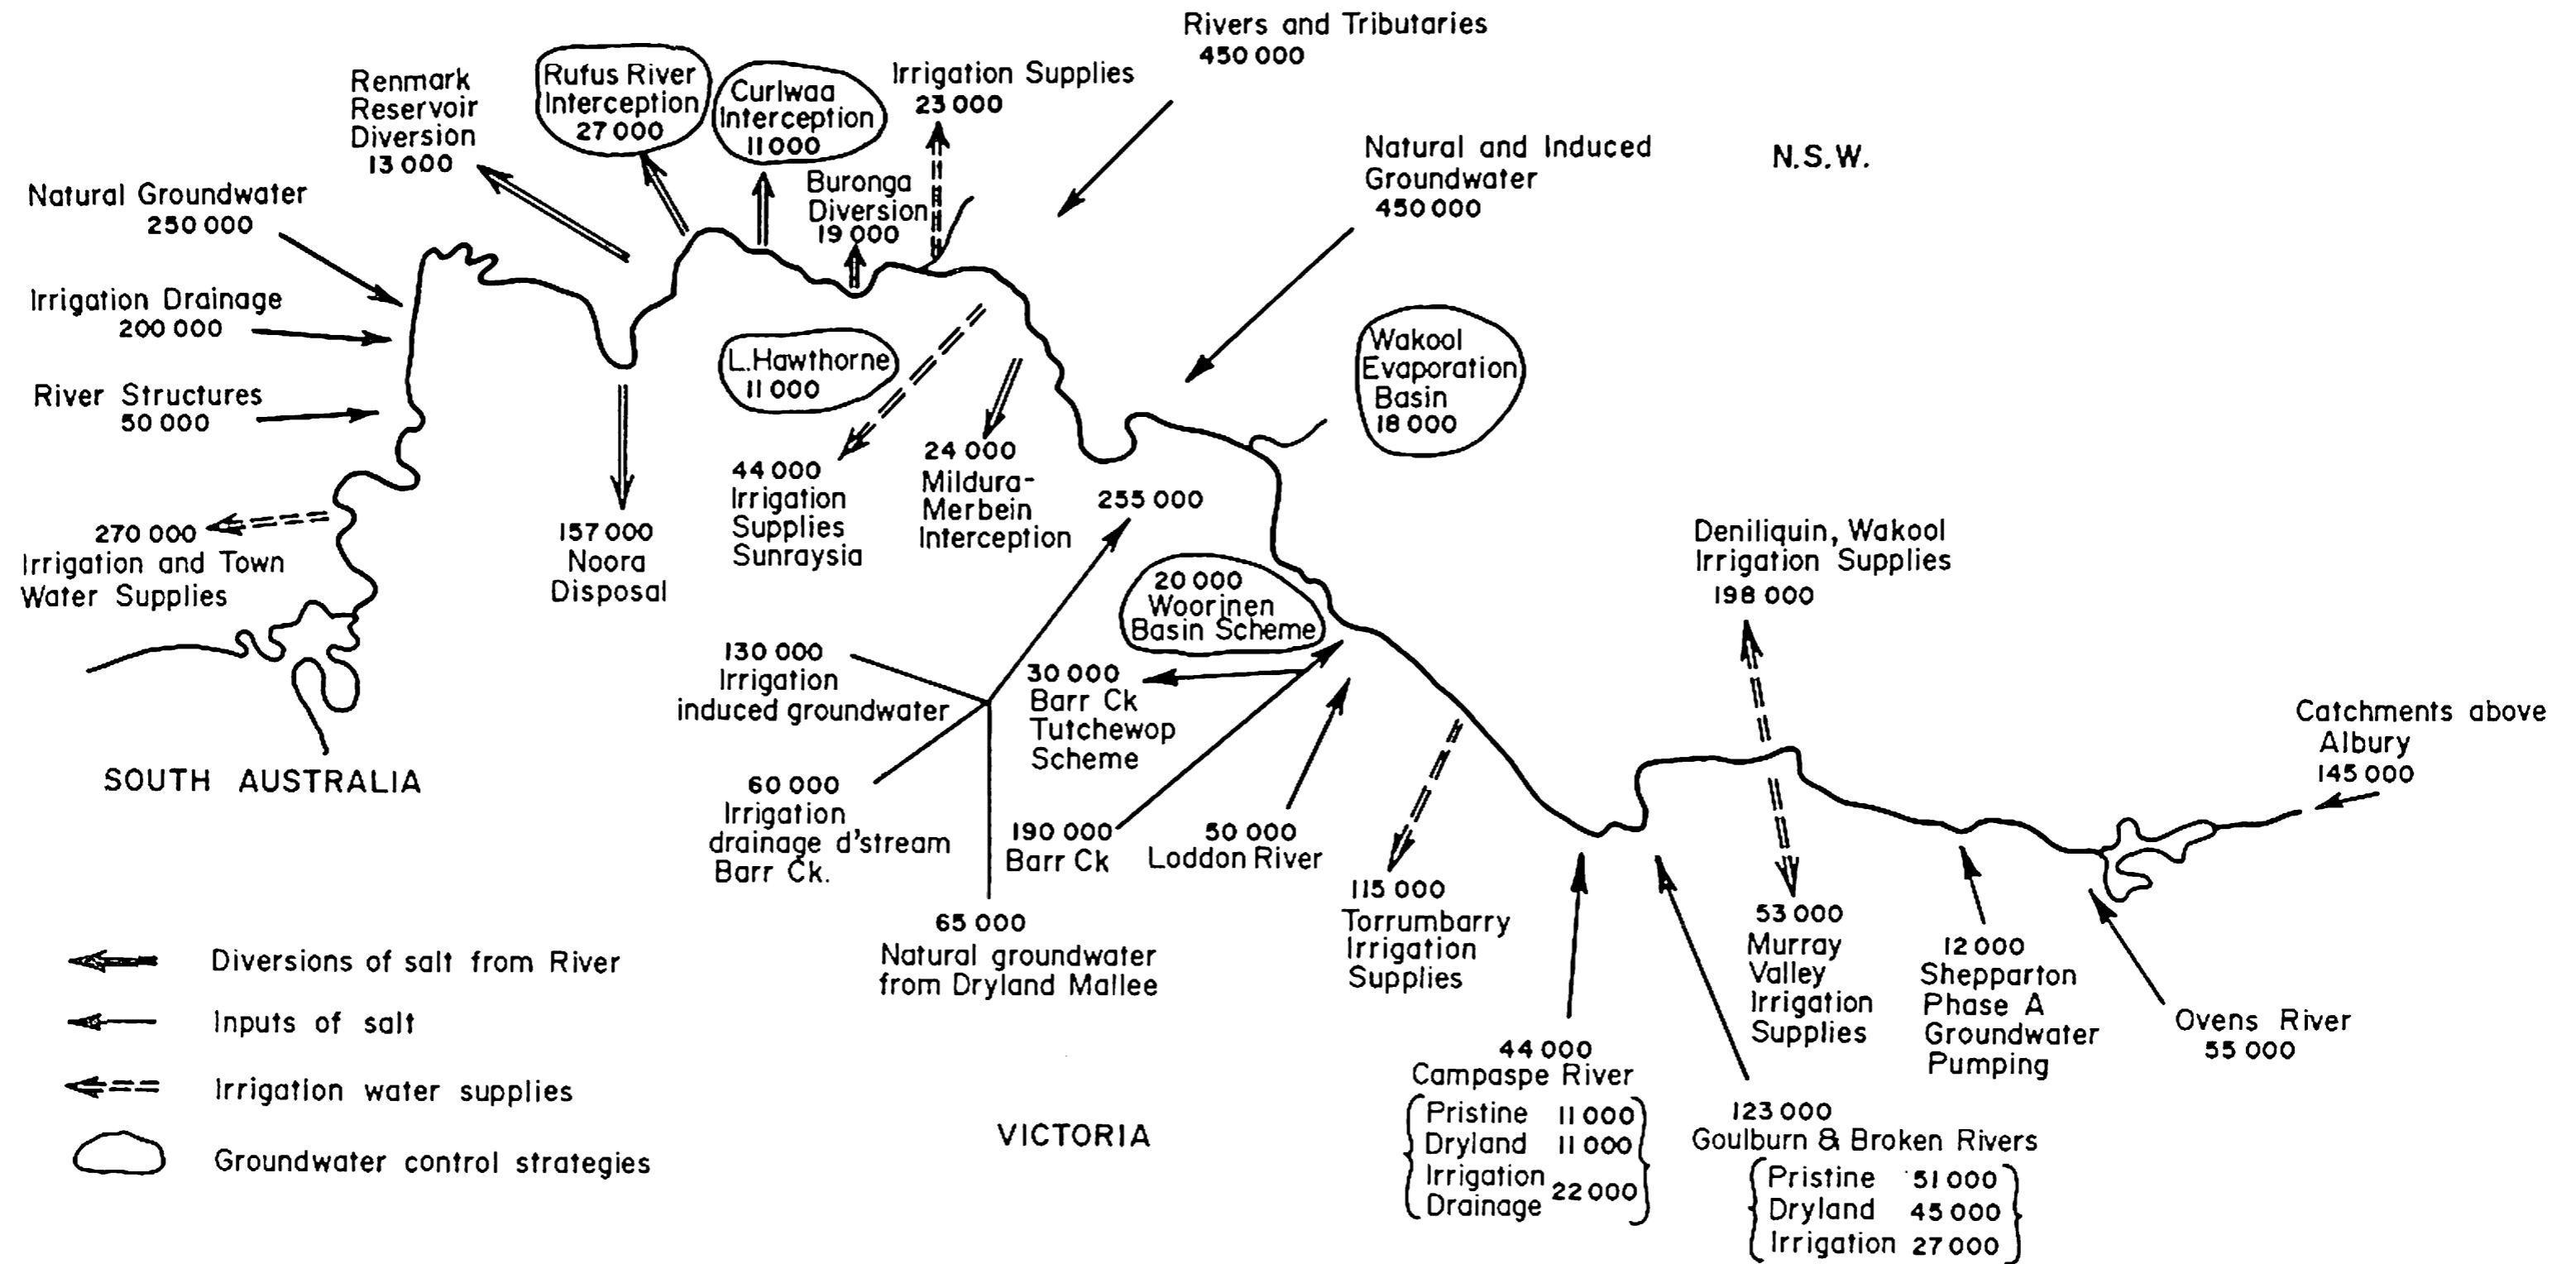 Rivers and Tributaries
450 000
Irrigation Supplies
23 000
Rufus River
Interception
27 000
Curlwaa
Interception
11 000
Renmark
Reservoir
Diversion
13 000
Buronga
Diversion
19 000
Natural and Induced
Groundwater
450 000
N.S.W.
Natural Groundwater
250 000
Irrigation Drainage
200 000
River Structures
50 000
270 000
Irrigation and Town
Water Supplies
L.Hawthorne
11 000
Wakool
Evaporation
Basin
18 000
157 000
Noora
Disposal
44 000
Irrigation
Supplies
Sunraysia
24 000
Mildura-
Merbein
Interception
255 000
20 000
Woorinen
Basin Scheme
Deniliquin, Wakool
Irrigation Supplies
198 000
130 000
Irrigation
induced groundwater
30 000
Barr Ck
Tutchewop
Scheme
60 000
Irrigation
drainage d'stream
Barr Ck.
190 000
Barr Ck
50 000
Loddon River
65 000
Natural groundwater
from Dryland Mallee
115 000
Torrumbarry
Irrigation
Supplies
Catchments above
Albury
145 000
53 000
Murray
Valley
Irrigation
Supplies
12 000
Shepparton
Phase A
Groundwater
Pumping
Ovens River
55 000
44 000
Campaspe River
Pristine 11 000
Dryland 11 000
Irrigation
Drainage 22 000
123 000
Goulburn & Broken Rivers
Pristine 51 000
Dryland 45 000
Irrigation 27 000
SOUTH AUSTRALIA
VICTORIA
Diversions of salt from River
Inputs of salt
Irrigation water supplies
Groundwater control strategies